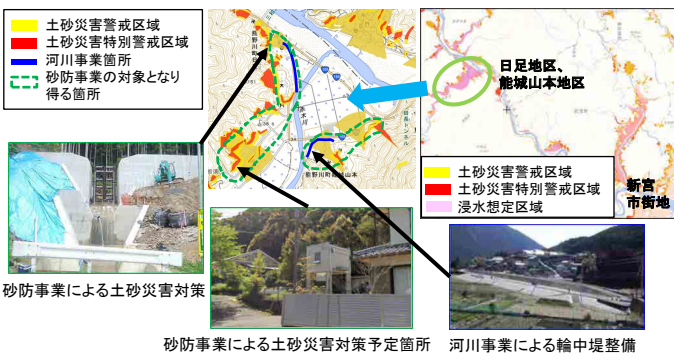 土砂災害警戒区域
土砂災害特別警戒区域
河川事業箇所
砂防事業の対象となり
得る箇所
日足地区、
能城山本地区
土砂災害警戒区域
土砂災害特別警戒区域
浸水想定区域
新宮
市街地
砂防事業による土砂災害対策
砂防事業による土砂災害対策予定箇所
河川事業による輪中堤整備